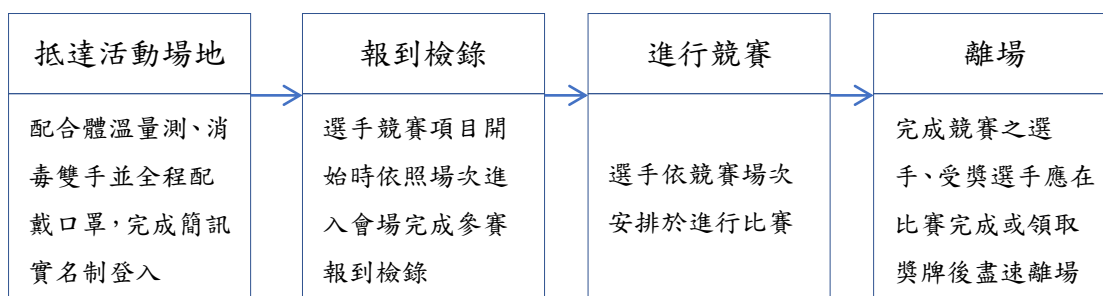 抵達活動場地
配合體溫量測、消
毒雙手並全程配
戴口罩，完成簡訊
實名制登入
報到檢錄
選手競賽項目開
始時依照場次進
入會場完成參賽
報到檢錄
進行競賽
選手依競賽場次
安排於進行比賽
離場
完成競賽之選
手、受獎選手應在
比賽完成或領取
獎牌後盡速離場